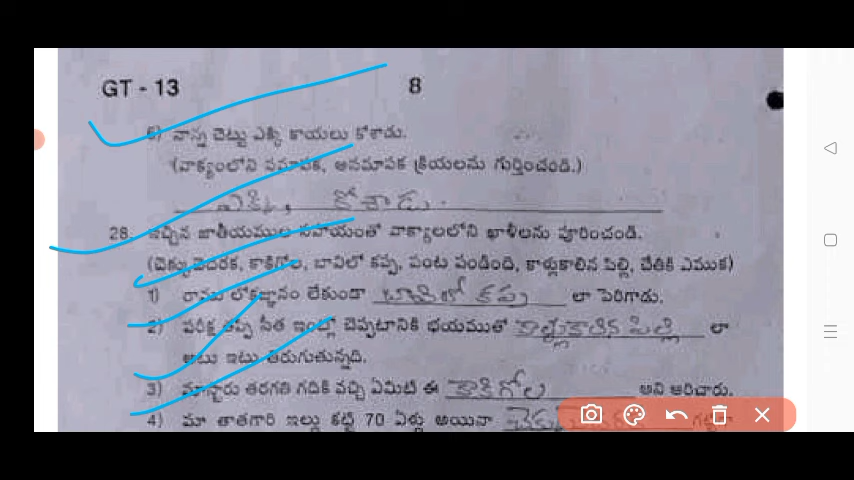 GT - 13 8
6) నాన్న చెట్టు ఎక్కి కాయలు కోశాడు.
(వాక్యంలోని సమాపక, అసమాపక క్రియలను గుర్తించండి.)
ఎక్కి, కోశాడు.
28. ఇచ్చిన జాతీయముల సహాయంతో వాక్యాలలోని ఖాళీలను పూరించండి.
(చెక్కుచెదరక, కాకిగోల, బావిలో కప్ప, పంట పండింది, కాళ్లుకాలిన పిల్లి, చేతికి ఎముక)
1) రాము లోకజ్ఞానం లేకుండా బావిలో కప్ప లా పెరిగాడు.
2) పరీక్ష తప్ప సీత ఇంట్లో చెప్పటానికి భయముతో కాళ్లుకాలిన పిల్లి లా
అటు ఇటు తిరుగుతున్నది.
3) మాస్టారు తరగతి గదికి వచ్చి ఏమిటి ఈ కాకిగోల అని అరిచారు.
4) మా తాతగారి ఇల్లు కట్టి 70 ఏళ్లు అయినా